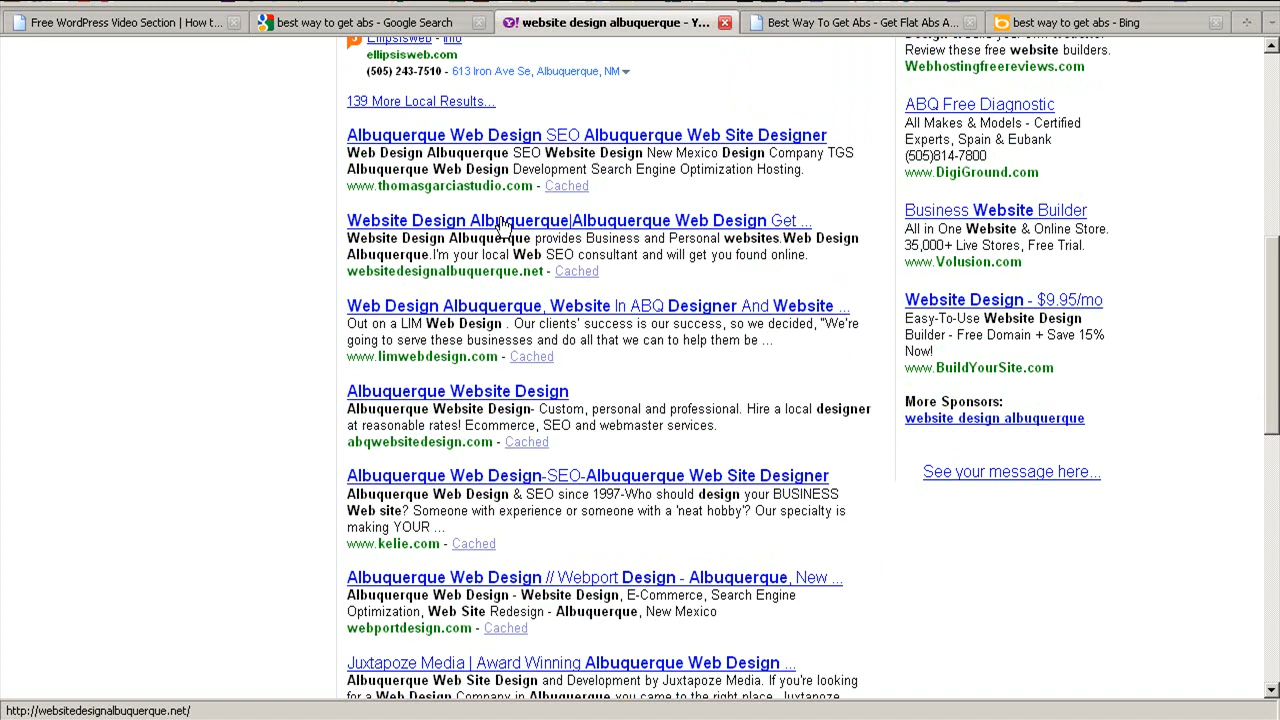 Free WordPress Video Section | How t...
best way to get abs - Google Search
Y! website design albuquerque - Y...
Best Way To Get Abs - Get Flat Abs A...
best way to get abs - Bing
Ellipsisweb - Info
ellipsisweb.com
(505) 243-7510 - 613 Iron Ave Se, Albuquerque, NM
139 More Local Results...
Albuquerque Web Design SEO Albuquerque Web Site Designer
Web Design Albuquerque SEO Website Design New Mexico Design Company TGS
Albuquerque Web Design Development Search Engine Optimization Hosting.
www.thomasgarciastudio.com - Cached
Website Design Albuquerque|Albuquerque Web Design Get ...
Website Design Albuquerque provides Business and Personal websites.Web Design
Albuquerque.I'm your local Web SEO consultant and will get you found online.
websitedesignalbuquerque.net - Cached
Web Design Albuquerque, Website In ABQ Designer And Website ...
Out on a LIM Web Design . Our clients' success is our success, so we decided, "We're
going to serve these businesses and do all that we can to help them be ...
www.limwebdesign.com - Cached
Albuquerque Website Design
Albuquerque Website Design- Custom, personal and professional. Hire a local designer
at reasonable rates! Ecommerce, SEO and webmaster services.
abqwebsitedesign.com - Cached
Albuquerque Web Design-SEO-Albuquerque Web Site Designer
Albuquerque Web Design & SEO since 1997-Who should design your BUSINESS
Web site? Someone with experience or someone with a 'neat hobby'? Our specialty is
making YOUR ...
www.kelie.com - Cached
Albuquerque Web Design // Webport Design - Albuquerque, New ...
Albuquerque Web Design - Website Design, E-Commerce, Search Engine
Optimization, Web Site Redesign - Albuquerque, New Mexico
webportdesign.com - Cached
Juxtapoze Media | Award Winning Albuquerque Web Design ...
Albuquerque Web Site Design and Development by Juxtapoze Media. If you're looking
for a Web Design Company in Albuquerque you came to the right place. Juxtapoze
Review these free website builders.
Webhostingfreereviews.com
ABQ Free Diagnostic
All Makes & Models - Certified
Experts, Spain & Eubank
(505)814-7800
www.DigiGround.com
Business Website Builder
All in One Website & Online Store.
35,000+ Live Stores, Free Trial.
www.Volusion.com
Website Design - $9.95/mo
Easy-To-Use Website Design
Builder - Free Domain + Save 15%
Now!
www.BuildYourSite.com
More Sponsors:
website design albuquerque
See your message here...
http://websitedesignalbuquerque.net/